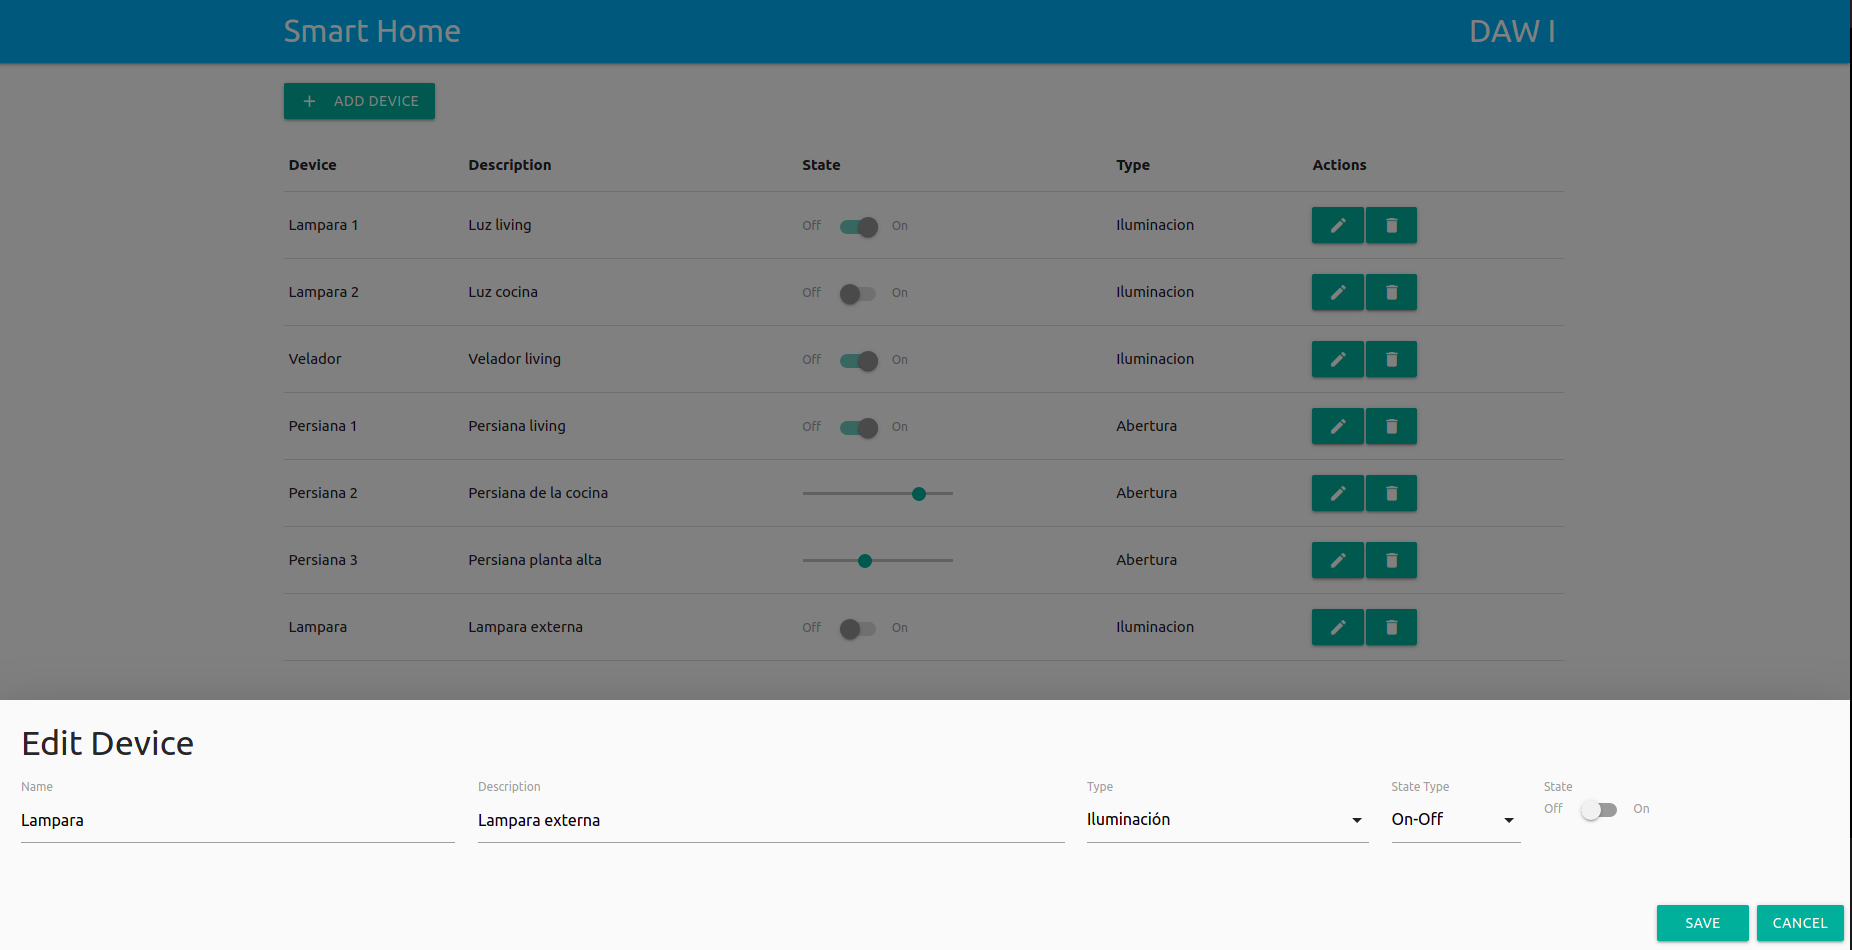 Smart Home DAW I
ADD DEVICE
Device Description State Type Actions
Lampara 1 Luz living Off On Iluminacion
Lampara 2 Luz cocina Off On Iluminacion
Velador Velador living Off On Iluminacion
Persiana 1 Persiana living Off On Abertura
Persiana 2 Persiana de la cocina Abertura
Persiana 3 Persiana planta alta Abertura
Lampara Lampara externa Off On Iluminacion
Edit Device
Name Description Type State Type State
Lampara Lampara externa Iluminación On-Off Off On
SAVE CANCEL